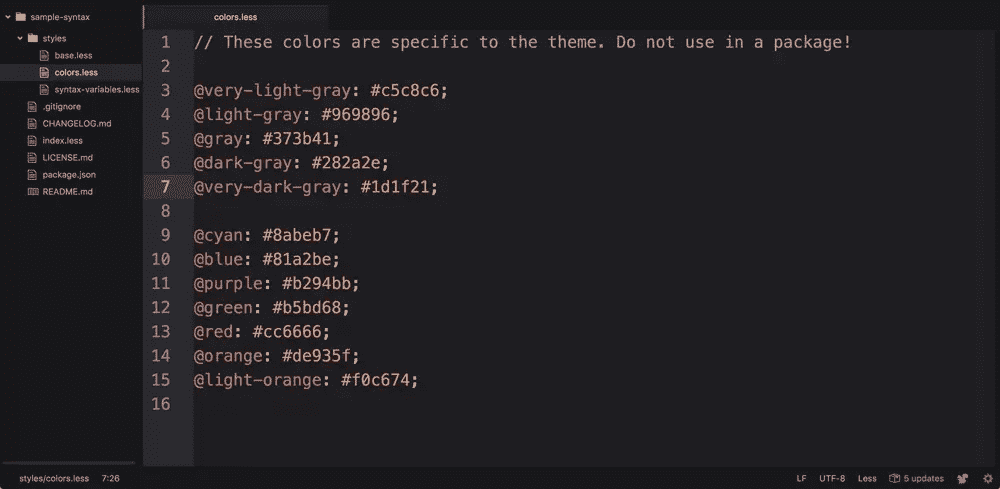 sample-syntax
styles
base.less
colors.less
syntax-variables.less
.gitignore
CHANGELOG.md
index.less
LICENSE.md
package.json
README.md
colors.less
1 // These colors are specific to the theme. Do not use in a package!
2
3 @very-light-gray: #c5c8c6;
4 @light-gray: #969896;
5 @gray: #373b41;
6 @dark-gray: #282a2e;
7 @very-dark-gray: #1d1f21;
8
9 @cyan: #8abeb7;
10 @blue: #81a2be;
11 @purple: #b294bb;
12 @green: #b5bd68;
13 @red: #cc6666;
14 @orange: #de935f;
15 @light-orange: #f0c674;
16
styles/colors.less 7:26 LF UTF-8 Less 5 updates